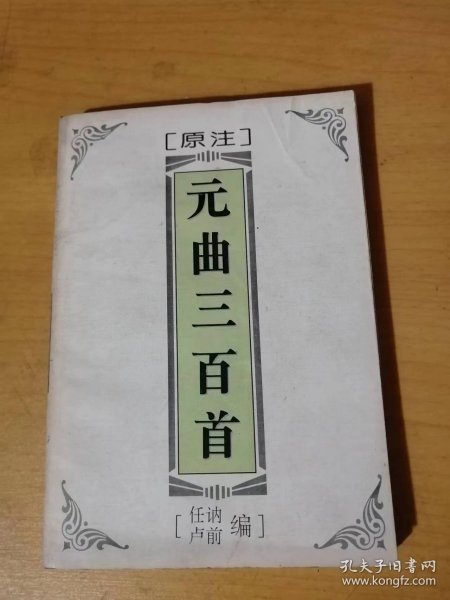 [原注]
元曲三百首
[任讷 卢前 编]
孔夫子旧书网
www.kongfz.com